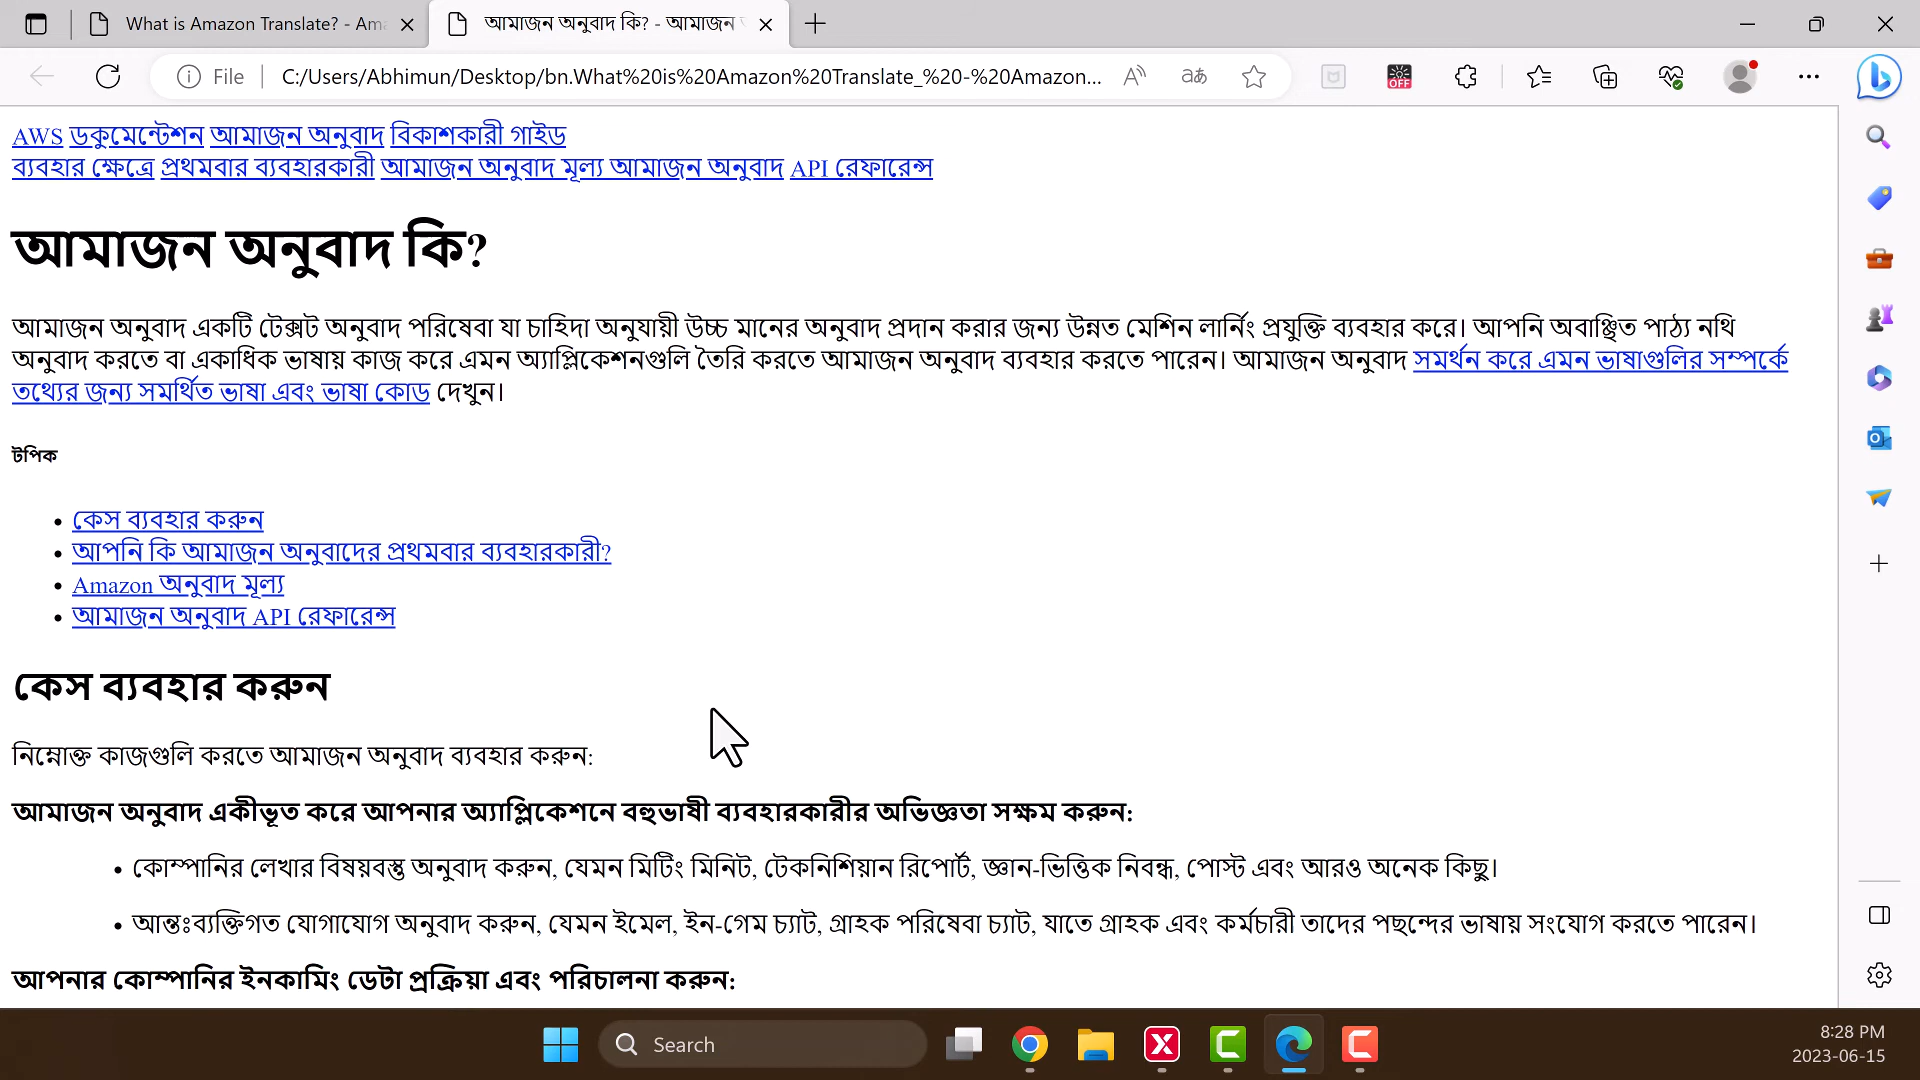 What is Amazon Translate? - Ama
আমাজন অনুবাদ কি? - আমাজন
File
C:/Users/Abhimun/Desktop/bn.What%20is%20Amazon%20Translate_%20-%20Amazon...
AWS ডকুমেন্টেশন আমাজন অনুবাদ বিকাশকারী গাইড
ব্যবহার ক্ষেত্রে প্রথমবার ব্যবহারকারী আমাজন অনুবাদ মূল্য আমাজন অনুবাদ API রেফারেন্স
আমাজন অনুবাদ কি?
আমাজন অনুবাদ একটি টেক্সট অনুবাদ পরিষেবা যা চাহিদা অনুযায়ী উচ্চ মানের অনুবাদ প্রদান করার জন্য উন্নত মেশিন লার্নিং প্রযুক্তি ব্যবহার করে। আপনি অবাঞ্ছিত পাঠ্য নথি
অনুবাদ করতে বা একাধিক ভাষায় কাজ করে এমন অ্যাপ্লিকেশনগুলি তৈরি করতে আমাজন অনুবাদ ব্যবহার করতে পারেন। আমাজন অনুবাদ সমর্থন করে এমন ভাষাগুলির সম্পর্কে
তথ্যের জন্য সমর্থিত ভাষা এবং ভাষা কোড দেখুন।
টপিক
• কেস ব্যবহার করুন
• আপনি কি আমাজন অনুবাদের প্রথমবার ব্যবহারকারী?
• Amazon অনুবাদ মূল্য
• আমাজন অনুবাদ API রেফারেন্স
কেস ব্যবহার করুন
নিম্নোক্ত কাজগুলি করতে আমাজন অনুবাদ ব্যবহার করুন:
আমাজন অনুবাদ একীভূত করে আপনার অ্যাপ্লিকেশনে বহুভাষী ব্যবহারকারীর অভিজ্ঞতা সক্ষম করুন:
• কোম্পানির লেখার বিষয়বস্তু অনুবাদ করুন, যেমন মিটিং মিনিট, টেকনিশিয়ান রিপোর্ট, জ্ঞান-ভিত্তিক নিবন্ধ, পোস্ট এবং আরও অনেক কিছু।
• আন্তঃব্যক্তিগত যোগাযোগ অনুবাদ করুন, যেমন ইমেল, ইন-গেম চ্যাট, গ্রাহক পরিষেবা চ্যাট, যাতে গ্রাহক এবং কর্মচারী তাদের পছন্দের ভাষায় সংযোগ করতে পারেন।
আপনার কোম্পানির ইনকামিং ডেটা প্রক্রিয়া এবং পরিচালনা করুন:
Search
8:28 PM
2023-06-15